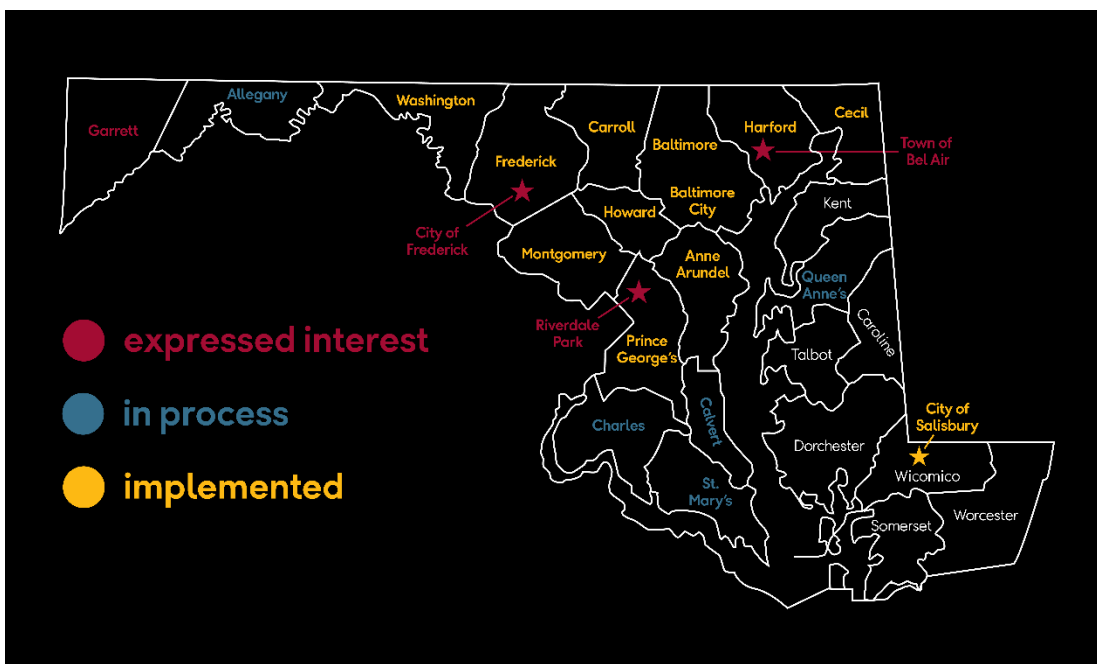 Allegany
Washington
Garrett
Carroll
Harford
Cecil
Frederick
Baltimore
Town of
Bel Air
Baltimore
City
Kent
Howard
City of
Frederick
Montgomery
Anne
Arundel
Queen
Anne's
Riverdale
Park
expressed interest
Prince
George's
Talbot
Caroline
in process
Charles
Calvert
City of
Salisbury
Dorchester
Wicomico
implemented
St.
Mary's
Somerset
Worcester